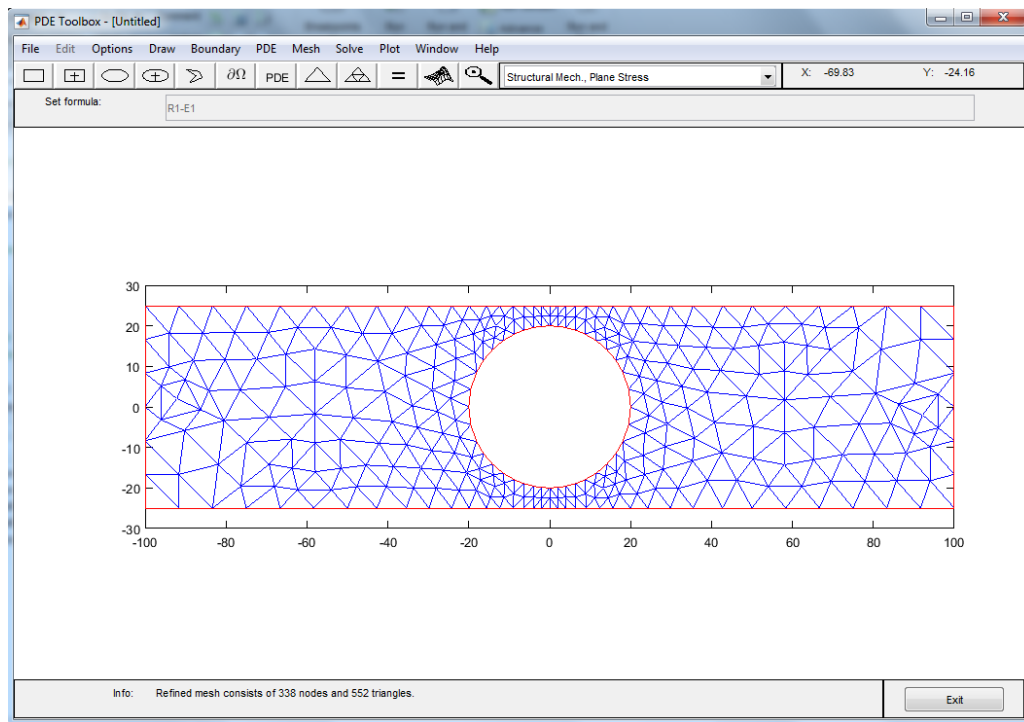 PDE Toolbox - [Untitled]
File Edit Options Draw Boundary PDE Mesh Solve Plot Window Help
∂Ω PDE = Structural Mech., Plane Stress X: -69.83 Y: -24.16
Set formula: R1-E1
30
20
10
0
-10
-20
-30
-100 -80 -60 -40 -20 0 20 40 60 80 100
Info: Refined mesh consists of 338 nodes and 552 triangles.
Exit